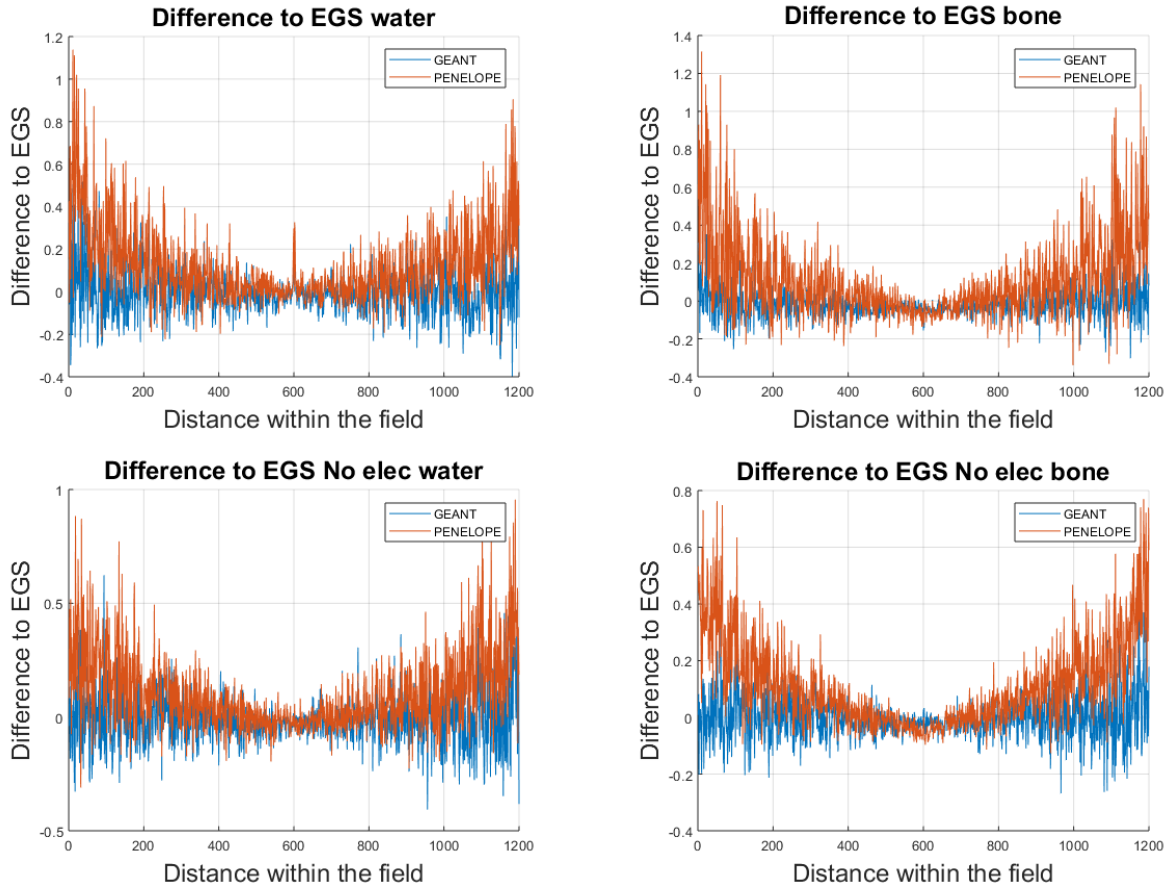 Difference to EGS water
1.2
1
0.8
0.6
0.4
0.2
0
-0.2
-0.4
Difference to EGS
GEANT
PENELOPE
0 200 400 600 800 1000 1200
Distance within the field
Difference to EGS bone
1.4
1.2
1
0.8
0.6
0.4
0.2
0
-0.2
-0.4
Difference to EGS
GEANT
PENELOPE
0 200 400 600 800 1000 1200
Distance within the field
Difference to EGS No elec water
1
0.5
0
-0.5
Difference to EGS
GEANT
PENELOPE
0 200 400 600 800 1000 1200
Distance within the field
Difference to EGS No elec bone
0.8
0.6
0.4
0.2
0
-0.2
-0.4
Difference to EGS
GEANT
PENELOPE
0 200 400 600 800 1000 1200
Distance within the field